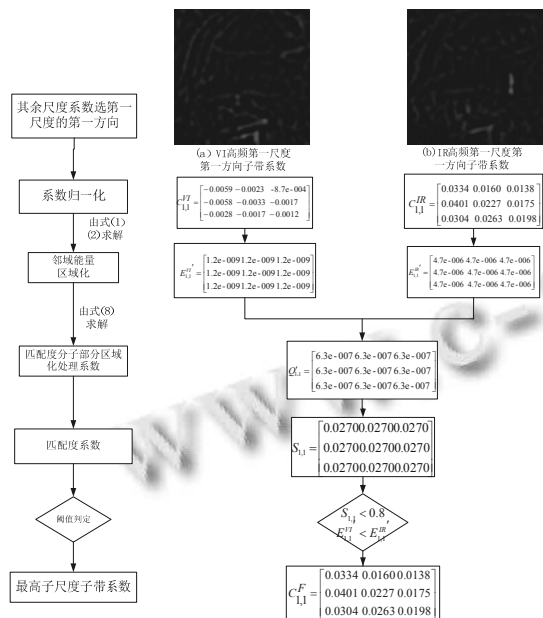 其余尺度系数选第一
尺度的第一方向
系数归一化
由式(1)
(2)求解
邻域能量
区域化
由式(8)
求解
匹配度分子部分区域
化处理系数
匹配度系数
阈值判定
最高子尺度子带系数
(a) VI高频第一尺度
第一方向子带系数
(b)IR高频第一尺度第
一方向子带系数
-0.0059 -0.0023 -8.7e-004
C_{1,1}^{VI}= -0.0058 -0.0033 -0.0017
-0.0028 -0.0017 -0.0012
0.0334 0.0160 0.0138
C_{1,1}^{IR}= 0.0401 0.0227 0.0175
0.0304 0.0263 0.0198
1.2e-009 1.2e-009 1.2e-009
E_{1,1}^{VI'}= 1.2e-009 1.2e-009 1.2e-009
1.2e-009 1.2e-009 1.2e-009
4.7e-006 4.7e-006 4.7e-006
E_{1,1}^{IR'}= 4.7e-006 4.7e-006 4.7e-006
4.7e-006 4.7e-006 4.7e-006
6.3e-007 6.3e-007 6.3e-007
Q'_{1,1}= 6.3e-007 6.3e-007 6.3e-007
6.3e-007 6.3e-007 6.3e-007
0.0270 0.0270 0.0270
S_{1,1}= 0.0270 0.0270 0.0270
0.0270 0.0270 0.0270
S_{1,1}<0.8
E_{1,1}^{VI'}<E_{1,1}^{IR'}
0.0334 0.0160 0.0138
C_{1,1}^{F}= 0.0401 0.0227 0.0175
0.0304 0.0263 0.0198
www.c-